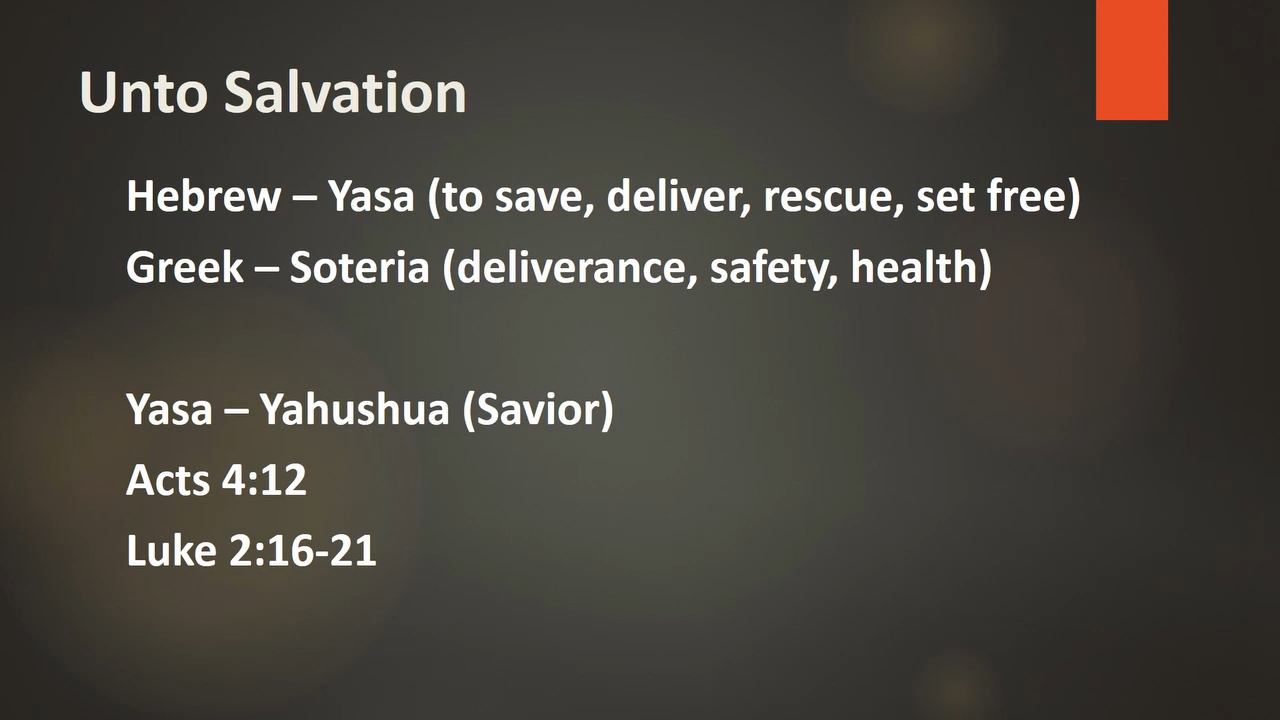 Unto Salvation
Hebrew – Yasa (to save, deliver, rescue, set free)
Greek – Soteria (deliverance, safety, health)
Yasa – Yahushua (Savior)
Acts 4:12
Luke 2:16-21